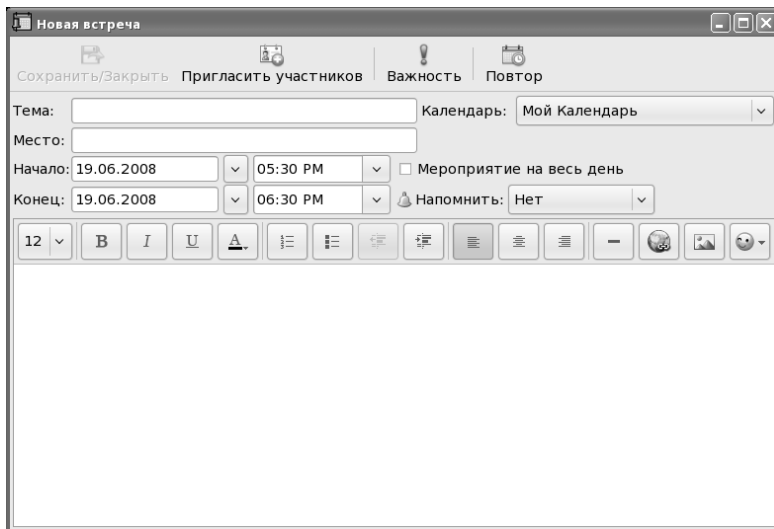 Новая встреча
Сохранить/Закрыть Пригласить участников Важность Повтор
Тема: Календарь: Мой Календарь
Место:
Начало: 19.06.2008 05:30 PM Мероприятие на весь день
Конец: 19.06.2008 06:30 PM Напомнить: Нет
12 B I U A